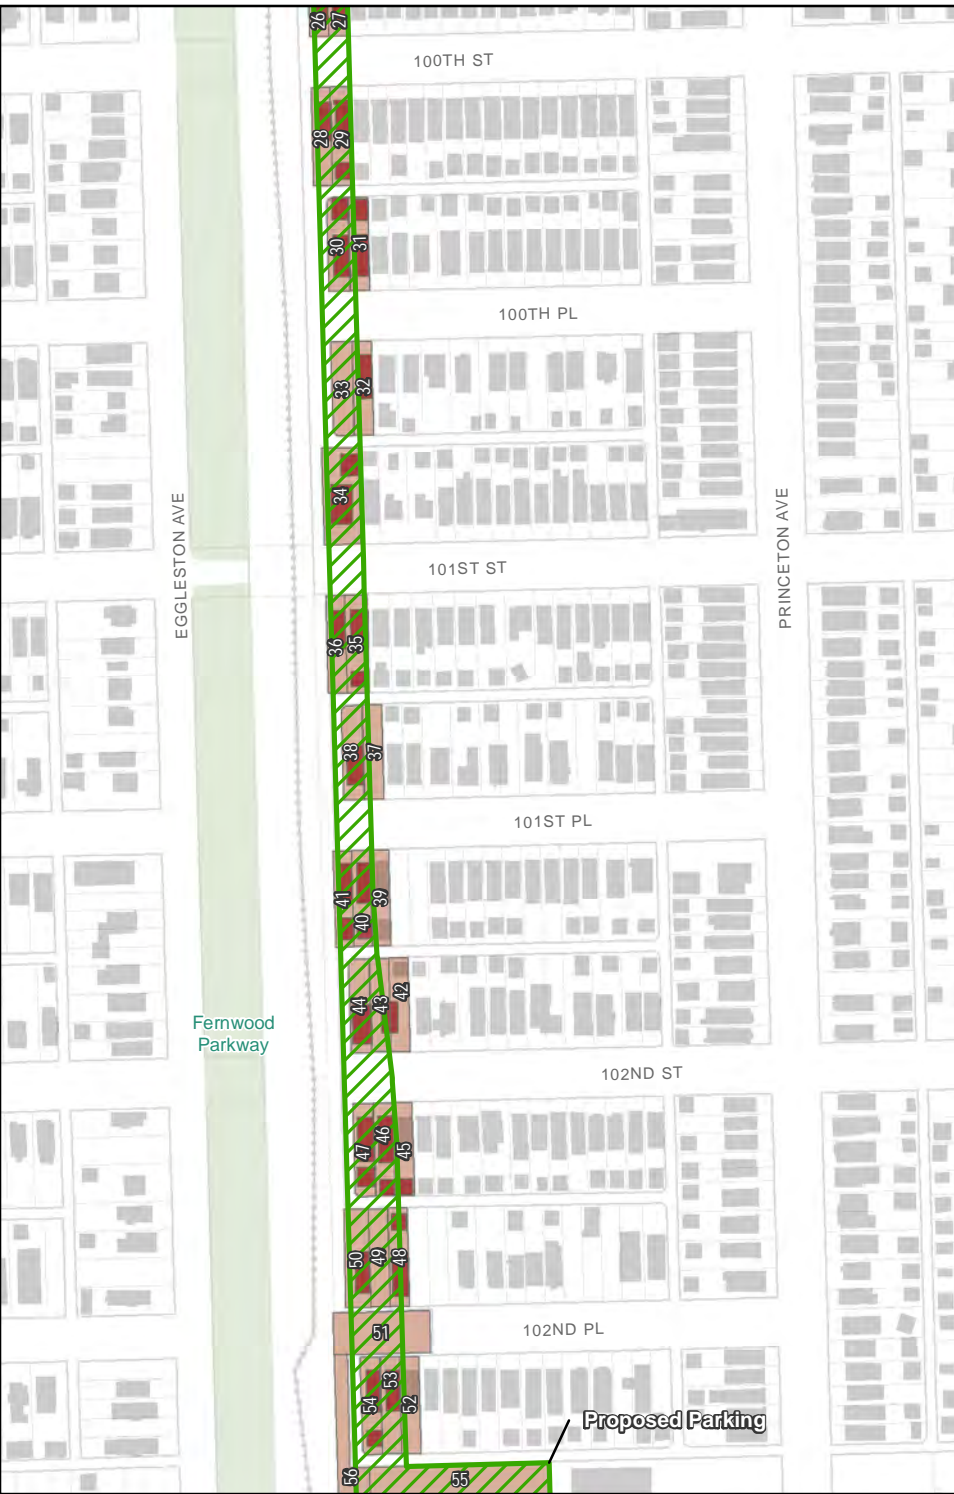 26
27
100TH ST
28
29
30
31
100TH PL
33
32
34
EGGLESTON AVE
PRINCETON AVE
101ST ST
36
35
38
37
101ST PL
41
40
39
44
43
42
Fernwood
Parkway
102ND ST
47
46
45
50
49
48
51
102ND PL
54
53
52
Proposed Parking
56
55